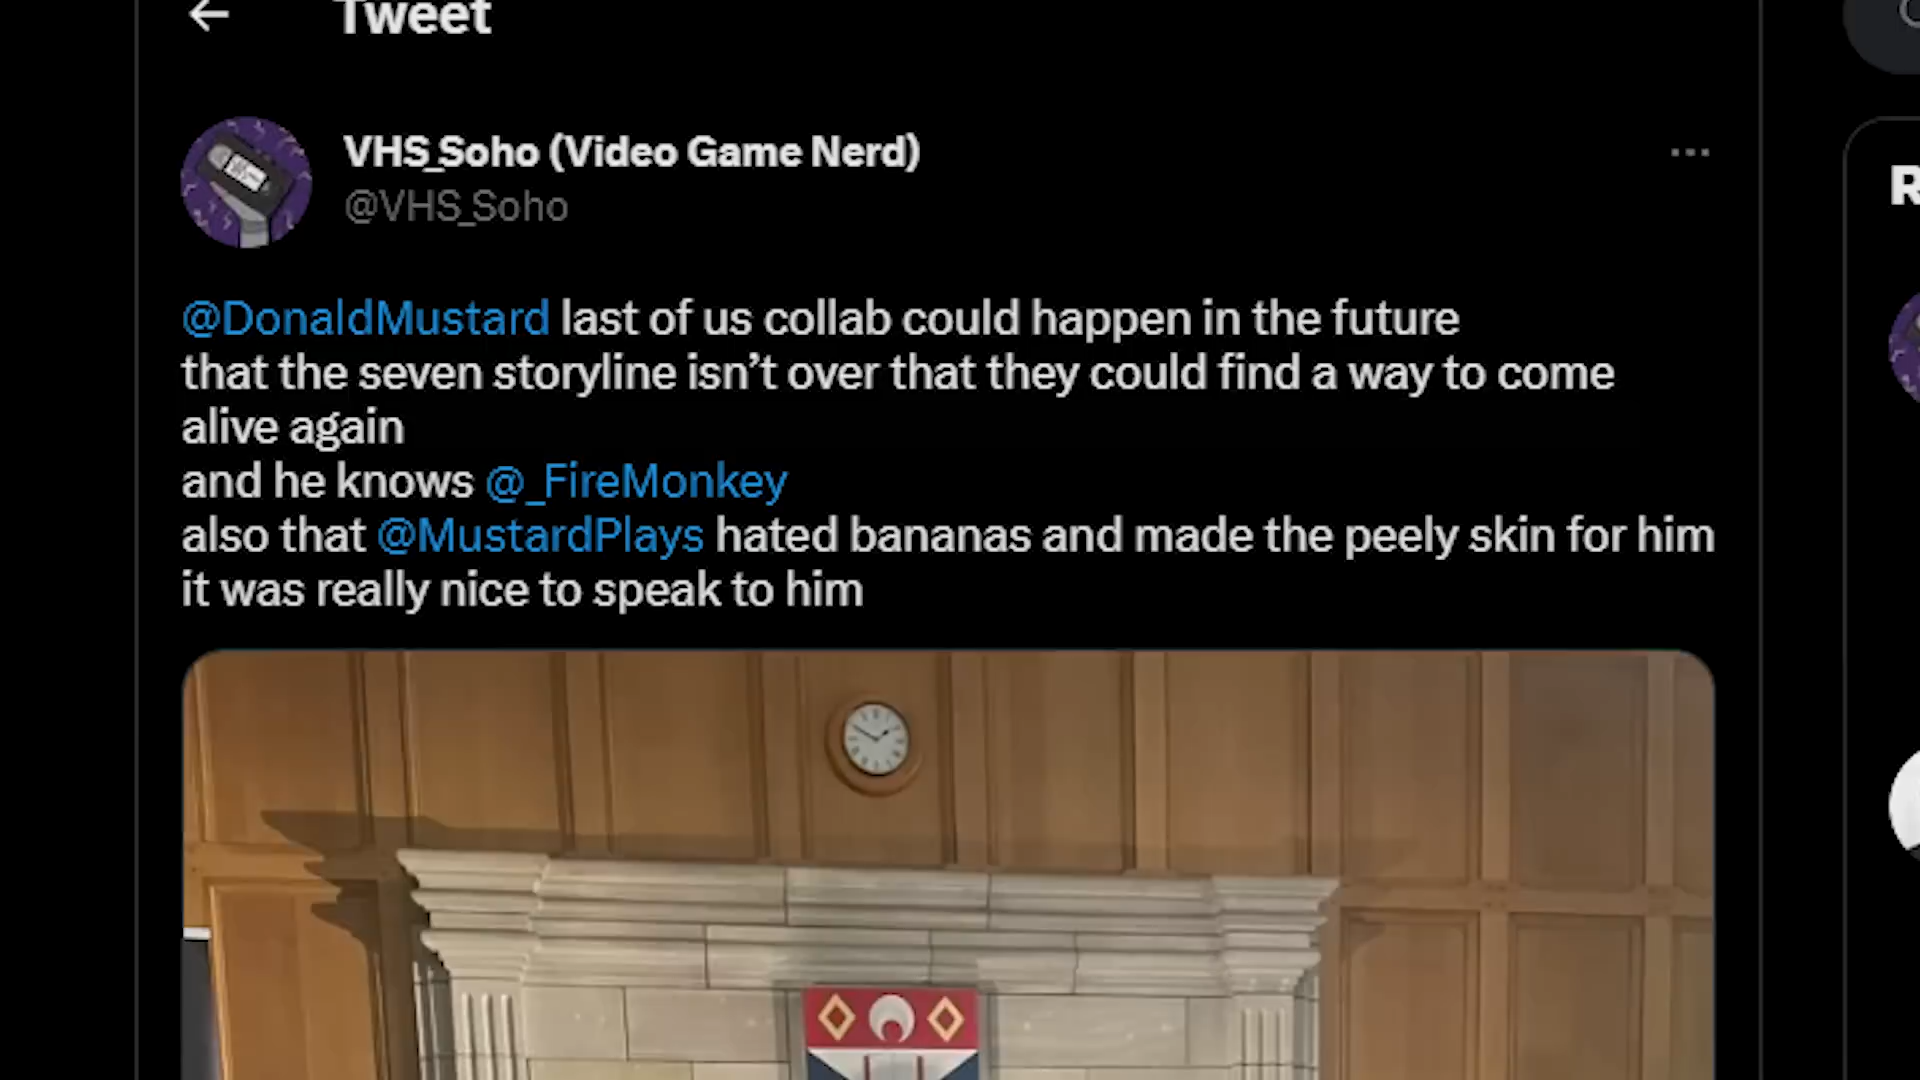 Tweet
VHS_Soho (Video Game Nerd)
@VHS_Soho
@DonaldMustard last of us collab could happen in the future
that the seven storyline isn’t over that they could find a way to come
alive again
and he knows @_FireMonkey
also that @MustardPlays hated bananas and made the peely skin for him
it was really nice to speak to him